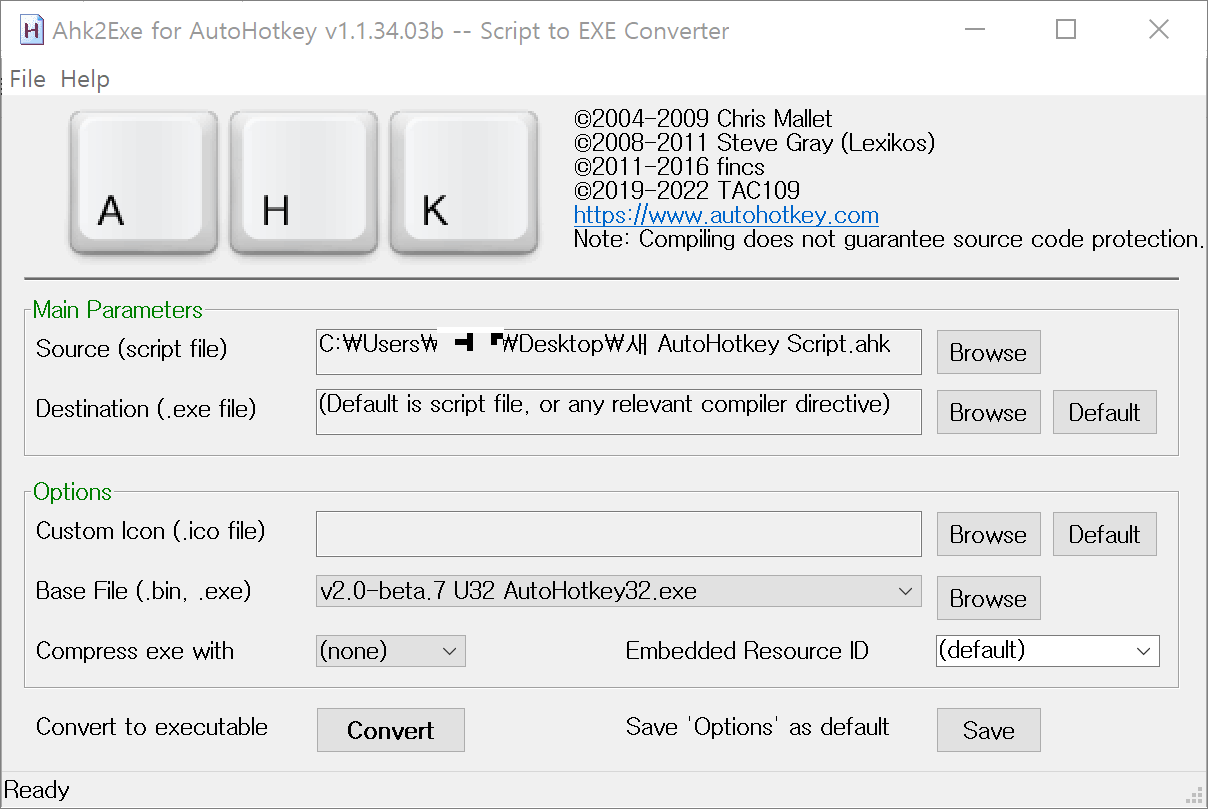 Ahk2Exe for AutoHotkey v1.1.34.03b -- Script to EXE Converter
File Help
A H K
©2004-2009 Chris Mallet
©2008-2011 Steve Gray (Lexikos)
©2011-2016 fincs
©2019-2022 TAC109
https://www.autohotkey.com
Note: Compiling does not guarantee source code protection.
Main Parameters
Source (script file) C:₩Users₩ ₩Desktop₩새 AutoHotkey Script.ahk Browse
Destination (.exe file) (Default is script file, or any relevant compiler directive) Browse Default
Options
Custom Icon (.ico file) Browse Default
Base File (.bin, .exe) v2.0-beta.7 U32 AutoHotkey32.exe Browse
Compress exe with (none) Embedded Resource ID (default)
Convert to executable Convert Save 'Options' as default Save
Ready